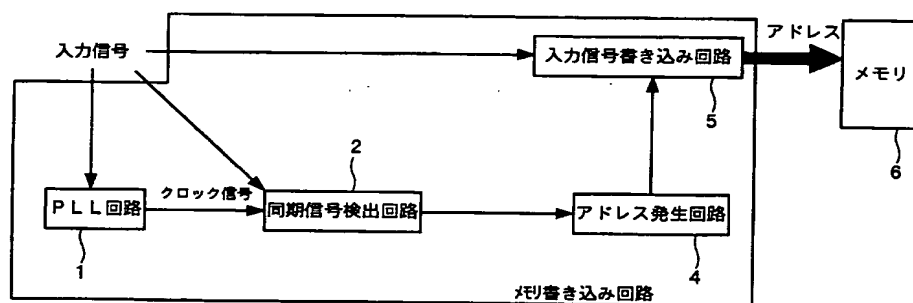 アドレス
入力信号
入力信号書き込み回路
メモリ
5
6
2
クロック信号
PLL回路
同期信号検出回路
アドレス発生回路
1
4
メモリ書き込み回路